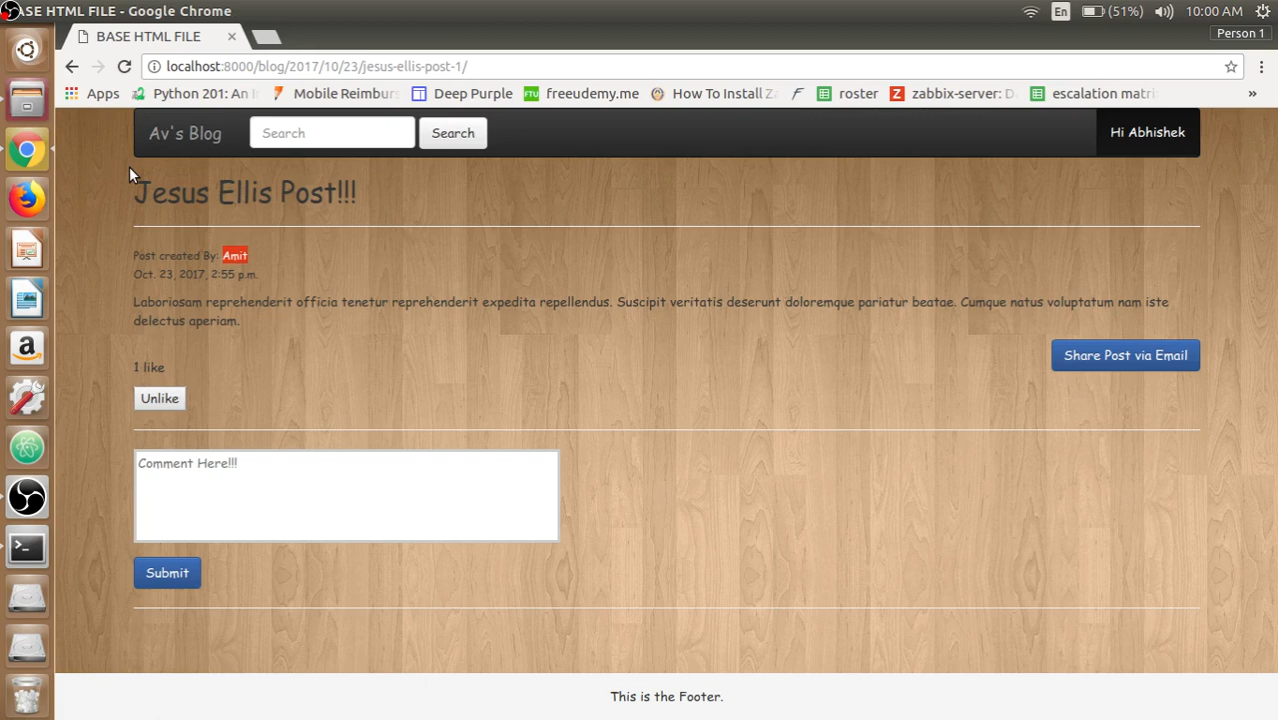 BASE HTML FILE - Google Chrome
En
(51%)
10:00 AM
BASE HTML FILE
Person 1
localhost:8000/blog/2017/10/23/jesus-ellis-post-1/
Apps
Python 201: An
Mobile Reimburs
Deep Purple
FTU
freeudemy.me
How To Install Za
roster
Z
zabbix-server: D
escalation matri
»
Av's Blog
Search
Search
Hi Abhishek
Jesus Ellis Post!!!
Post created By: Amit
Oct. 23, 2017, 2:55 p.m.
Laboriosam reprehenderit officia tenetur reprehenderit expedita repellendus. Suscipit veritatis deserunt doloremque pariatur beatae. Cumque natus voluptatum nam iste
delectus aperiam.
Share Post via Email
1 like
Unlike
Comment Here!!!
Submit
This is the Footer.